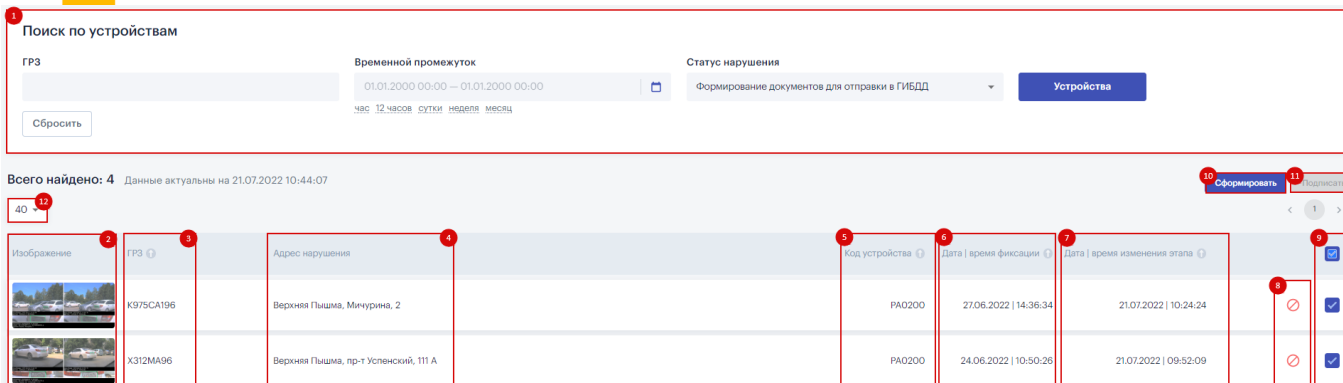 1
Поиск по устройствам
ГРЗ Временной промежуток Статус нарушения
01.01.2000 00:00 — 01.01.2000 00:00 Формирование документов для отправки в ГИБДД Устройства
час 12 часов сутки неделя месяц
Сбросить
Всего найдено: 4 Данные актуальны на 21.07.2022 10:44:07 10 Сформировать 11 Подписать
40 12 1
2 3 4 5 6 7 9
Изображение ГРЗ Адрес нарушения Код устройства Дата | время фиксации Дата | время изменения этапа
8
K975CA196 Верхняя Пышма, Мичурина, 2 PA0200 27.06.2022 | 14:36:34 21.07.2022 | 10:24:24
X312MA96 Верхняя Пышма, пр-т Успенский, 111 А PA0200 24.06.2022 | 10:50:26 21.07.2022 | 09:52:09